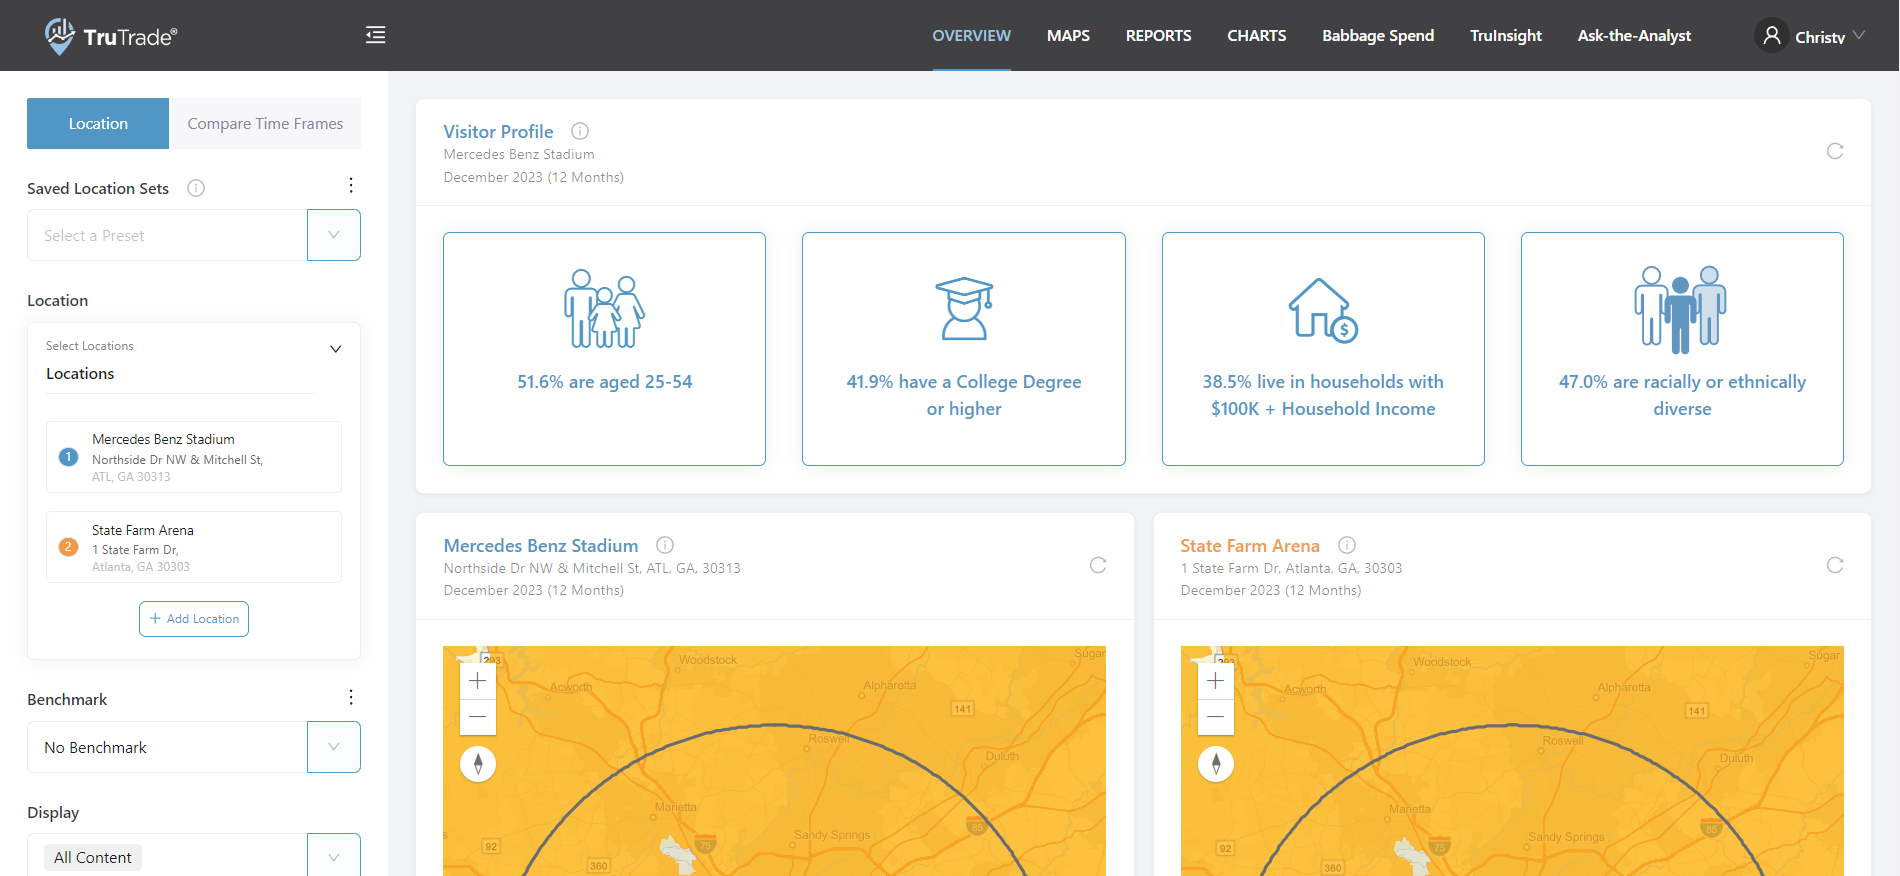 TruTrade®
OVERVIEW
MAPS
REPORTS
CHARTS
Babbage Spend
TruInsight
Ask-the-Analyst
Christy
Location
Compare Time Frames
Saved Location Sets
Select a Preset
Location
Select Locations
Locations
1
Mercedes Benz Stadium
Northside Dr NW & Mitchell St,
ATL, GA 30313
2
State Farm Arena
1 State Farm Dr,
Atlanta, GA 30303
+ Add Location
Benchmark
No Benchmark
Display
All Content
Visitor Profile
Mercedes Benz Stadium
December 2023 (12 Months)
51.6% are aged 25-54
41.9% have a College Degree
or higher
38.5% live in households with
$100K + Household Income
47.0% are racially or ethnically
diverse
Mercedes Benz Stadium
Northside Dr NW & Mitchell St, ATL, GA, 30313
December 2023 (12 Months)
293
Woodstock
Sugar
Acworth
Alpharetta
141
Roswell
Duluth
Marietta
85
Sandy Springs
92
75
360
State Farm Arena
1 State Farm Dr, Atlanta, GA, 30303
December 2023 (12 Months)
293
Woodstock
Sugar
Acworth
Alpharetta
141
Roswell
Duluth
Marietta
85
Sandy Springs
92
75
360